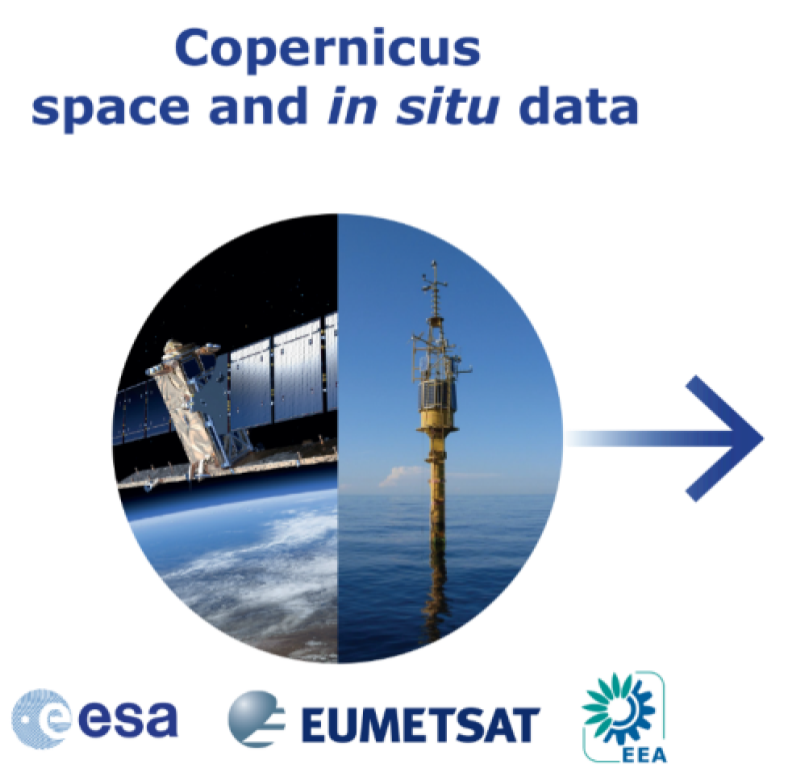 Copernicus
space and in situ data
esa
EUMETSAT
EEA